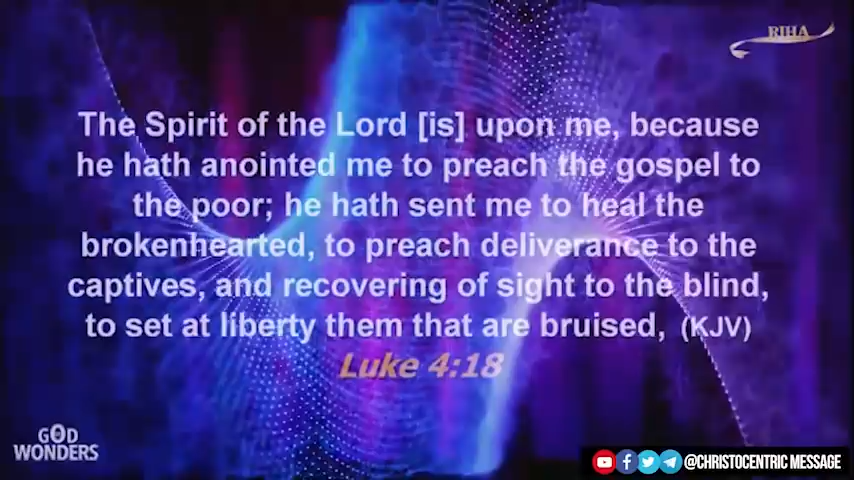 RIHA
The Spirit of the Lord [is] upon me, because
he hath anointed me to preach the gospel to
the poor; he hath sent me to heal the
brokenhearted, to preach deliverance to the
captives, and recovering of sight to the blind,
to set at liberty them that are bruised, (KJV)
Luke 4:18
GOD
WONDERS
@CHRISTOCENTRIC MESSAGE